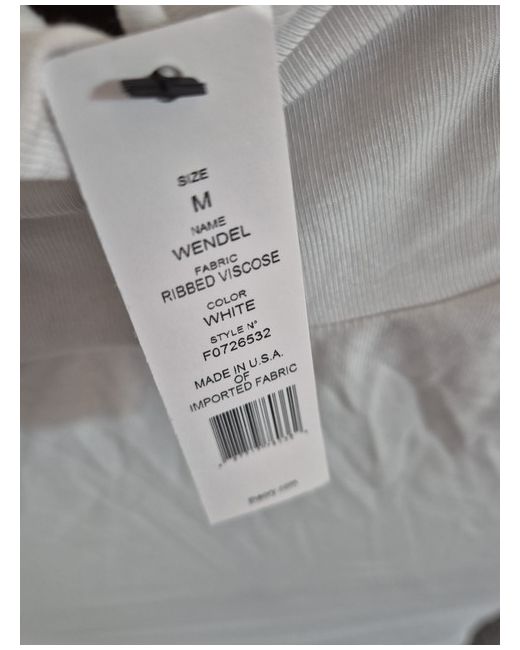 SIZE
M
NAME
WENDEL
FABRIC
RIBBED VISCOSE
COLOR
WHITE
STYLE N°
F0726532
MADE IN U.S.A.
OF
IMPORTED FABRIC
theory.com